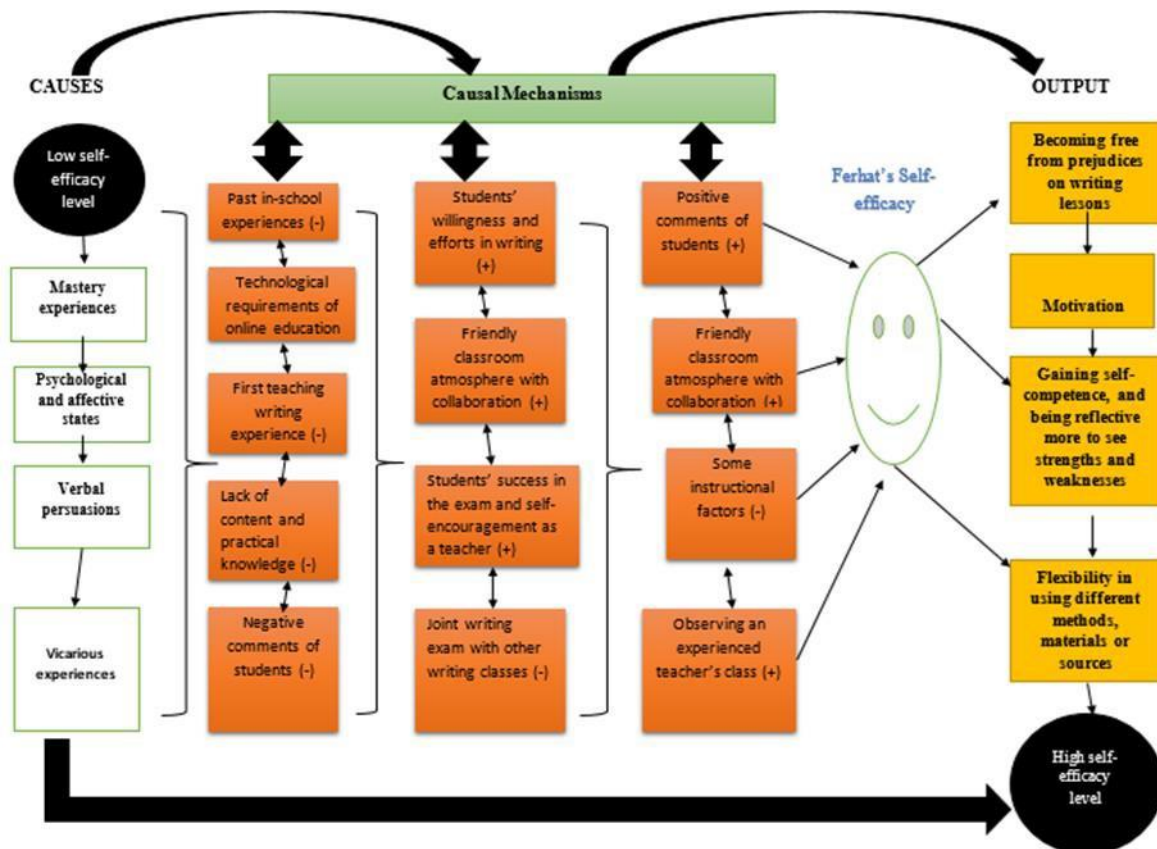 CAUSES
Causal Mechanisms
OUTPUT
Low self-
efficacy
level
Mastery
experiences
Psychological
and affective
states
Verbal
persuasions
Vicarious
experiences
Past in-school
experiences (-)
Technological
requirements of
online education
First teaching
writing
experience (-)
Lack of
content and
practical
knowledge (-)
Negative
comments of
students (-)
Students’
willingness and
efforts in writing
(+)
Friendly
classroom
atmosphere with
collaboration (+)
Students’ success
in the exam and self-
encouragement as
a teacher (+)
Joint writing
exam with other
writing classes (-)
Positive
comments of
students (+)
Friendly
classroom
atmosphere with
collaboration (+)
Some
instructional
factors (-)
Observing an
experienced
teacher’s class (+)
Ferhat’s Self-
efficacy
Becoming free
from prejudices
on writing
lessons
Motivation
Gaining self-
competence, and
being reflective
more to see
strengths and
weaknesses
Flexibility in
using different
methods,
materials or
sources
High self-
efficacy
level